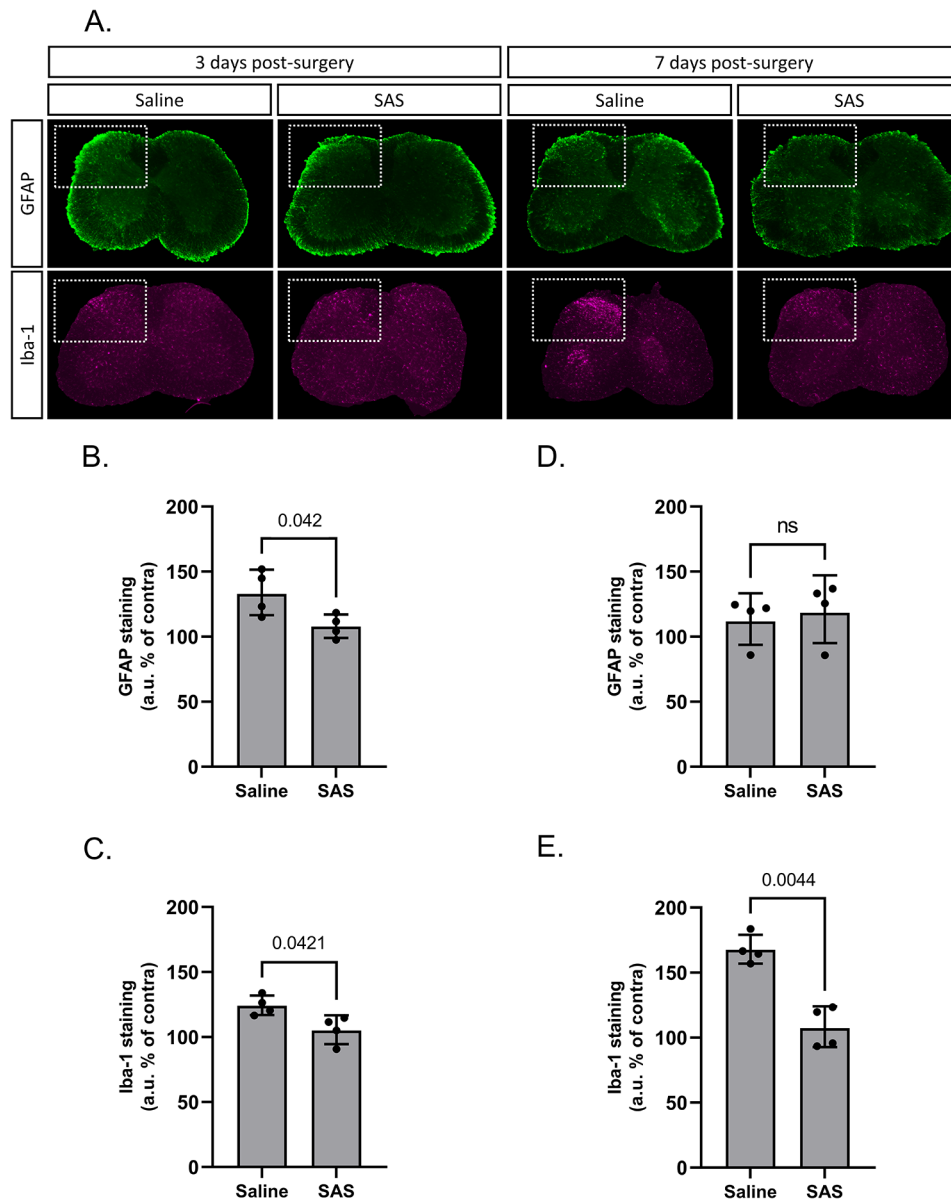 A.
3 days post-surgery
7 days post-surgery
Saline
SAS
Saline
SAS
GFAP
Iba-1
B.
GFAP staining
(a.u. % of contra)
200
150
100
50
0
0.042
Saline
SAS
D.
GFAP staining
(a.u. % of contra)
200
150
100
50
0
ns
Saline
SAS
C.
Iba-1 staining
(a.u. % of contra)
200
150
100
50
0
0.0421
Saline
SAS
E.
Iba-1 staining
(a.u. % of contra)
200
150
100
50
0
0.0044
Saline
SAS